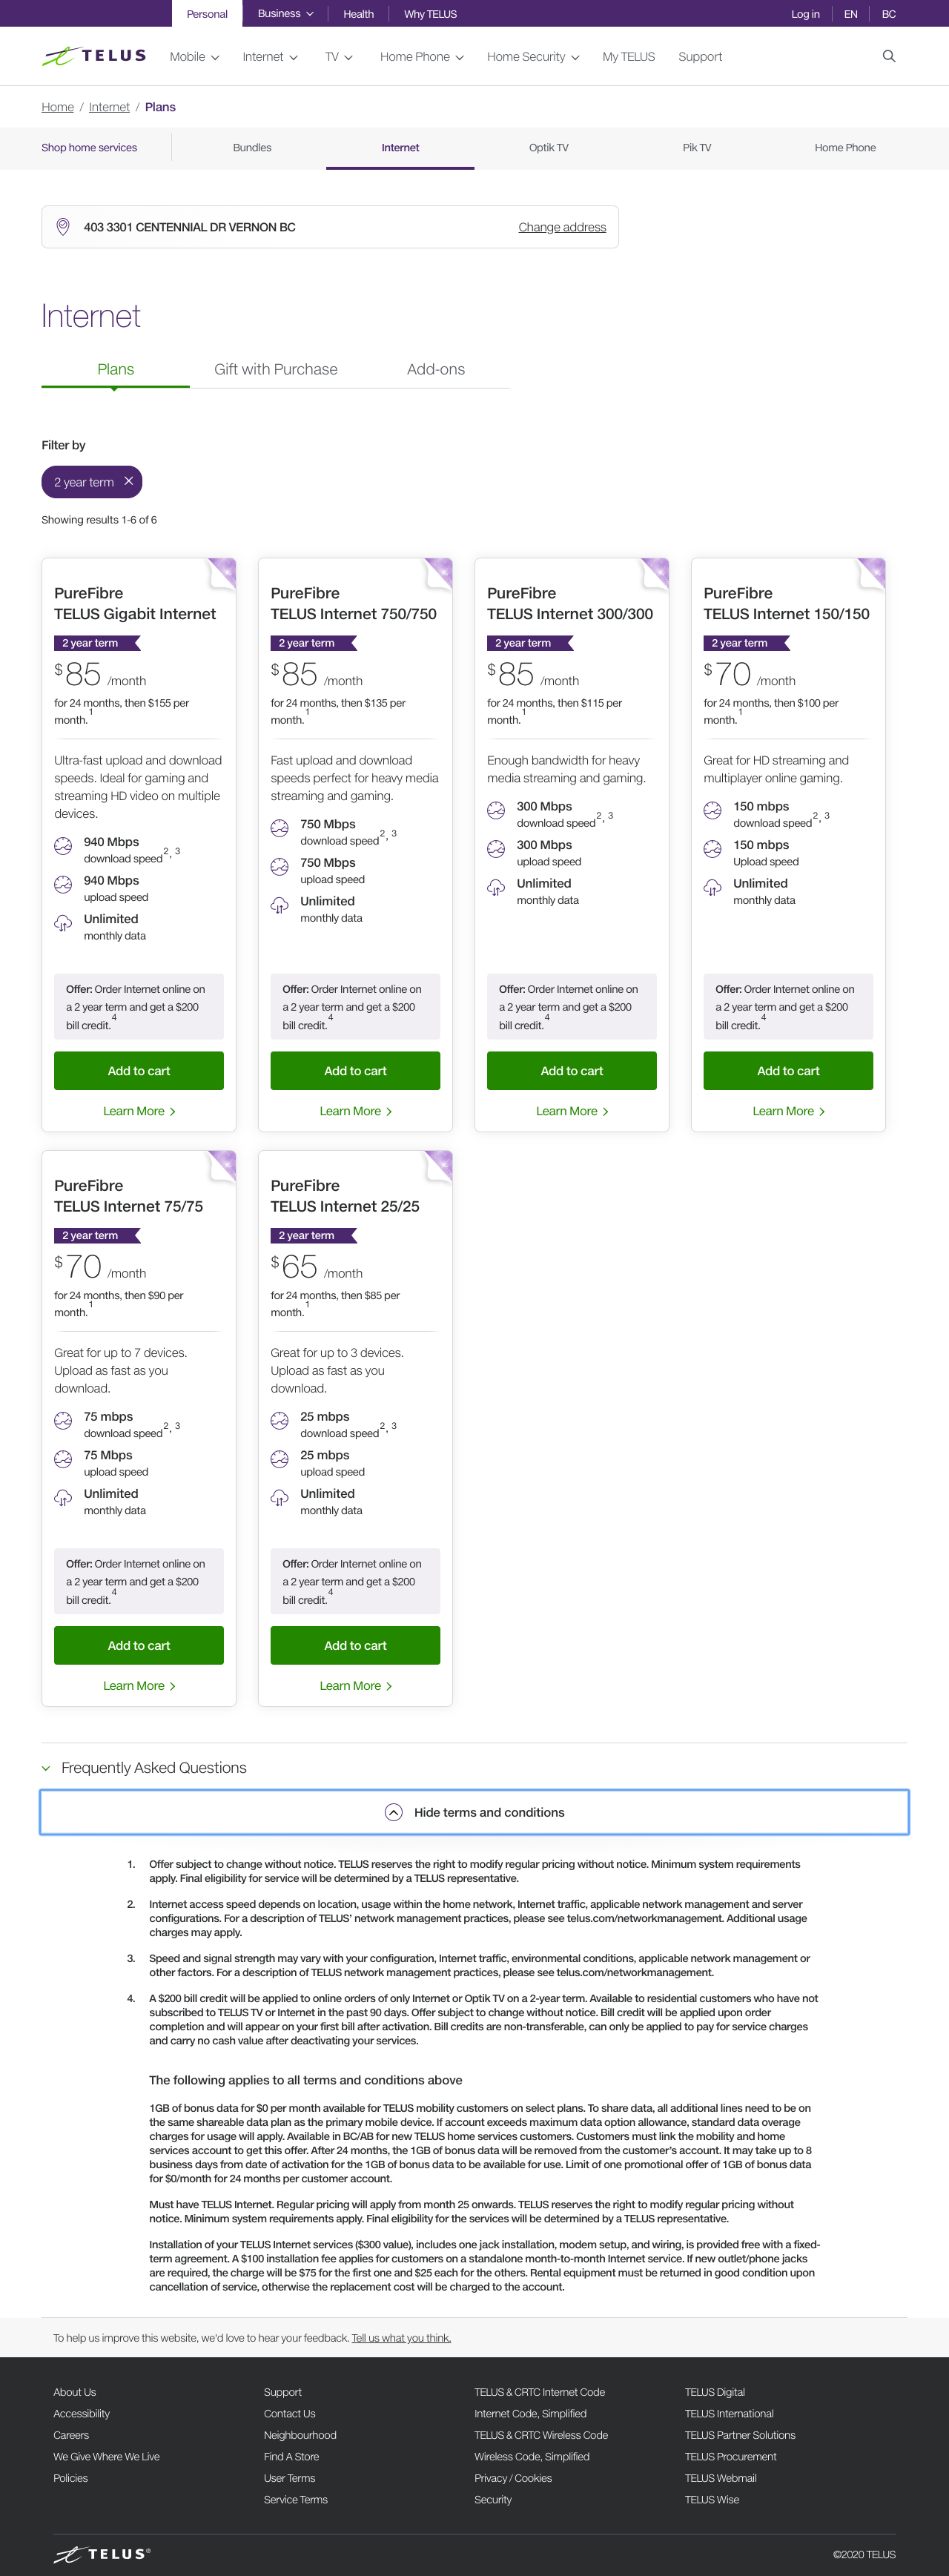 Personal Business Health Why TELUS Log in EN BC
TELUS Mobile Internet TV Home Phone Home Security My TELUS Support
Home / Internet / Plans
Shop home services Bundles Internet Optik TV Pik TV Home Phone
403 3301 CENTENNIAL DR VERNON BC Change address
Internet
Plans Gift with Purchase Add-ons
Filter by
2 year term
Showing results 1-6 of 6
PureFibre
TELUS Gigabit Internet
2 year term
$85 /month
for 24 months, then $155 per
month.1
Ultra-fast upload and download
speeds. Ideal for gaming and
streaming HD video on multiple
devices.
940 Mbps
download speed2, 3
940 Mbps
upload speed
Unlimited
monthly data
Offer: Order Internet online on
a 2 year term and get a $200
bill credit.4
Add to cart
Learn More
PureFibre
TELUS Internet 750/750
2 year term
$85 /month
for 24 months, then $135 per
month.1
Fast upload and download
speeds perfect for heavy media
streaming and gaming.
750 Mbps
download speed2, 3
750 Mbps
upload speed
Unlimited
monthly data
Offer: Order Internet online on
a 2 year term and get a $200
bill credit.4
Add to cart
Learn More
PureFibre
TELUS Internet 300/300
2 year term
$85 /month
for 24 months, then $115 per
month.1
Enough bandwidth for heavy
media streaming and gaming.
300 Mbps
download speed2, 3
300 Mbps
upload speed
Unlimited
monthly data
Offer: Order Internet online on
a 2 year term and get a $200
bill credit.4
Add to cart
Learn More
PureFibre
TELUS Internet 150/150
2 year term
$70 /month
for 24 months, then $100 per
month.1
Great for HD streaming and
multiplayer online gaming.
150 mbps
download speed2, 3
150 mbps
Upload speed
Unlimited
monthly data
Offer: Order Internet online on
a 2 year term and get a $200
bill credit.4
Add to cart
Learn More
PureFibre
TELUS Internet 75/75
2 year term
$70 /month
for 24 months, then $90 per
month.1
Great for up to 7 devices.
Upload as fast as you
download.
75 mbps
download speed2, 3
75 Mbps
upload speed
Unlimited
monthly data
Offer: Order Internet online on
a 2 year term and get a $200
bill credit.4
Add to cart
Learn More
PureFibre
TELUS Internet 25/25
2 year term
$65 /month
for 24 months, then $85 per
month.1
Great for up to 3 devices.
Upload as fast as you
download.
25 mbps
download speed2, 3
25 mbps
upload speed
Unlimited
monthly data
Offer: Order Internet online on
a 2 year term and get a $200
bill credit.4
Add to cart
Learn More
Frequently Asked Questions
Hide terms and conditions
1. Offer subject to change without notice. TELUS reserves the right to modify regular pricing without notice. Minimum system requirements
apply. Final eligibility for service will be determined by a TELUS representative.
2. Internet access speed depends on location, usage within the home network, Internet traffic, applicable network management and server
configurations. For a description of TELUS' network management practices, please see telus.com/networkmanagement. Additional usage
charges may apply.
3. Speed and signal strength may vary with your configuration, Internet traffic, environmental conditions, applicable network management or
other factors. For a description of TELUS network management practices, please see telus.com/networkmanagement.
4. A $200 bill credit will be applied to online orders of only Internet or Optik TV on a 2-year term. Available to residential customers who have not
subscribed to TELUS TV or Internet in the past 90 days. Offer subject to change without notice. Bill credit will be applied upon order
completion and will appear on your first bill after activation. Bill credits are non-transferable, can only be applied to pay for service charges
and carry no cash value after deactivating your services.
The following applies to all terms and conditions above
1GB of bonus data for $0 per month available for TELUS mobility customers on select plans. To share data, all additional lines need to be on
the same shareable data plan as the primary mobile device. If account exceeds maximum data option allowance, standard data overage
charges for usage will apply. Available in BC/AB for new TELUS home services customers. Customers must link the mobility and home
services account to get this offer. After 24 months, the 1GB of bonus data will be removed from the customer's account. It may take up to 8
business days from date of activation for the 1GB of bonus data to be available for use. Limit of one promotional offer of 1GB of bonus data
for $0/month for 24 months per customer account.
Must have TELUS Internet. Regular pricing will apply from month 25 onwards. TELUS reserves the right to modify regular pricing without
notice. Minimum system requirements apply. Final eligibility for the services will be determined by a TELUS representative.
Installation of your TELUS Internet services ($300 value), includes one jack installation, modem setup, and wiring, is provided free with a fixed-
term agreement. A $100 installation fee applies for customers on a standalone month-to-month Internet service. If new outlet/phone jacks
are required, the charge will be $75 for the first one and $25 each for the others. Rental equipment must be returned in good condition upon
cancellation of service, otherwise the replacement cost will be charged to the account.
To help us improve this website, we'd love to hear your feedback. Tell us what you think.
About Us
Accessibility
Careers
We Give Where We Live
Policies
Support
Contact Us
Neighbourhood
Find A Store
User Terms
Service Terms
TELUS & CRTC Internet Code
Internet Code, Simplified
TELUS & CRTC Wireless Code
Wireless Code, Simplified
Privacy / Cookies
Security
TELUS Digital
TELUS International
TELUS Partner Solutions
TELUS Procurement
TELUS Webmail
TELUS Wise
TELUS® ©2020 TELUS